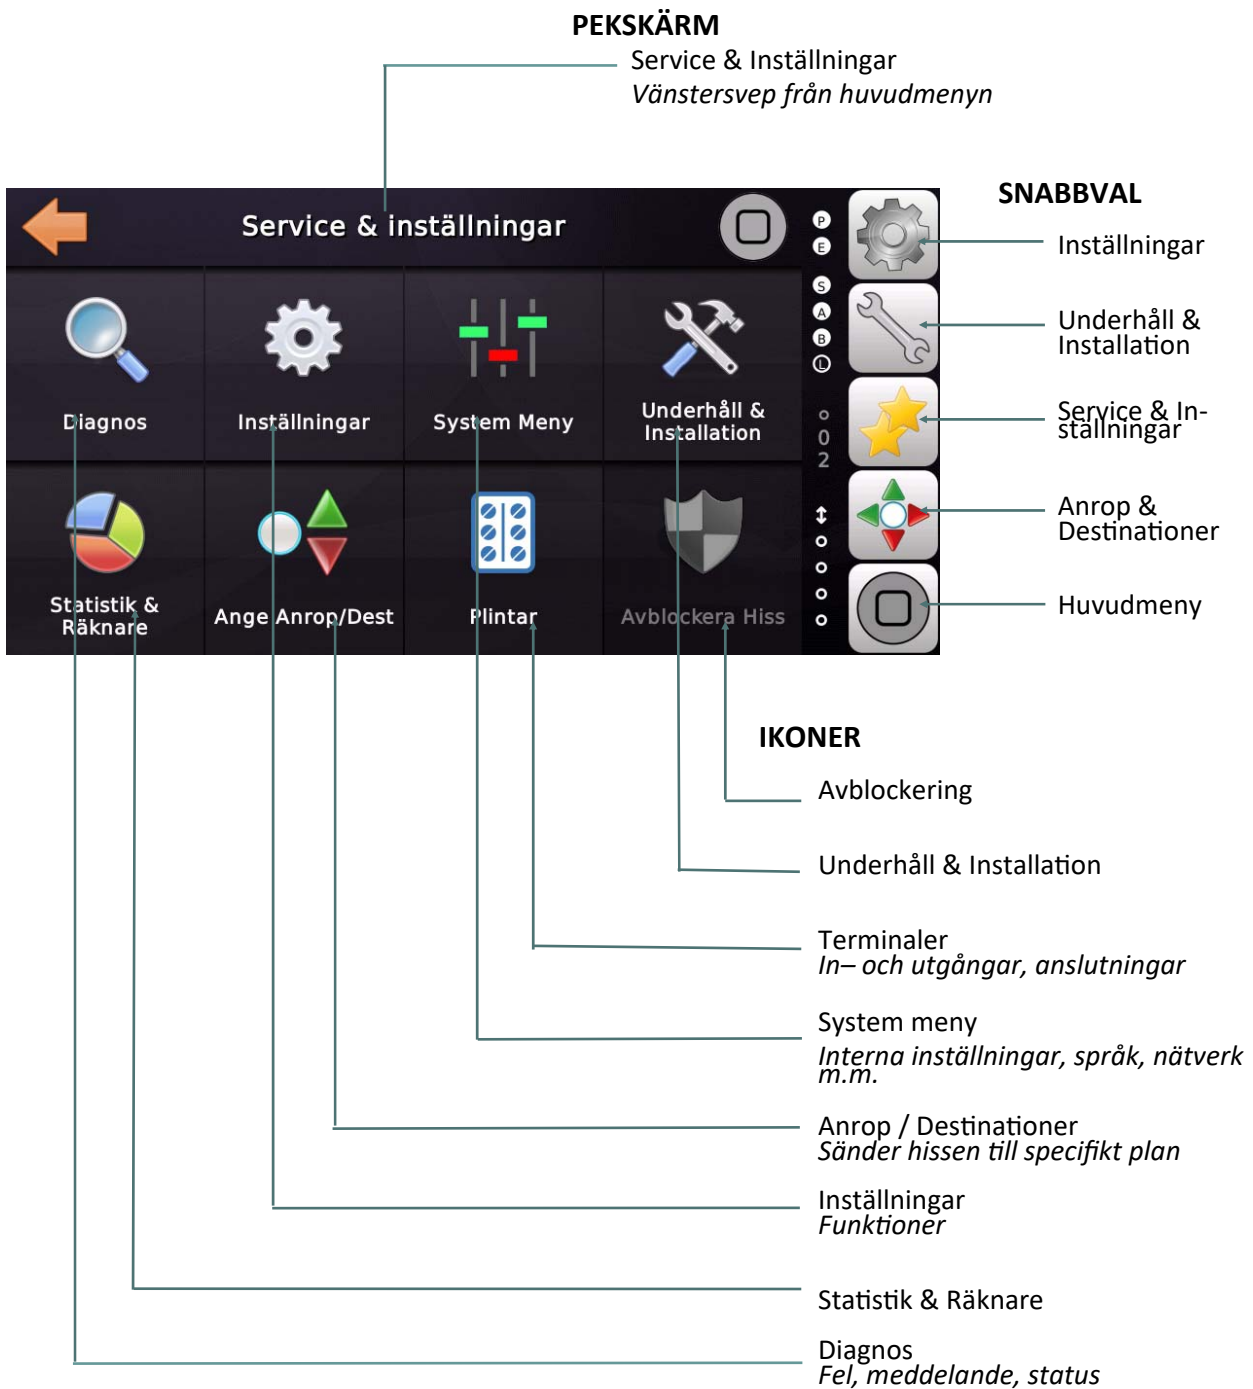 PEKSKÄRM
Service & Inställningar
Vänstersvep från huvudmenyn
SNABBVAL
Service & inställningar
P
E
S
A
B
L
Inställningar
Underhåll &
Installation
Diagnos
Inställningar
System Meny
Underhåll &
Installation
0
2
Service & In-
ställningar
Anrop &
Destinationer
Statistik &
Räknare
Ange Anrop/Dest
Plintar
Avblockera Hiss
Huvudmeny
IKONER
Avblockering
Underhåll & Installation
Terminaler
In– och utgångar, anslutningar
System meny
Interna inställningar, språk, nätverk
m.m.
Anrop / Destinationer
Sänder hissen till specifikt plan
Inställningar
Funktioner
Statistik & Räknare
Diagnos
Fel, meddelande, status